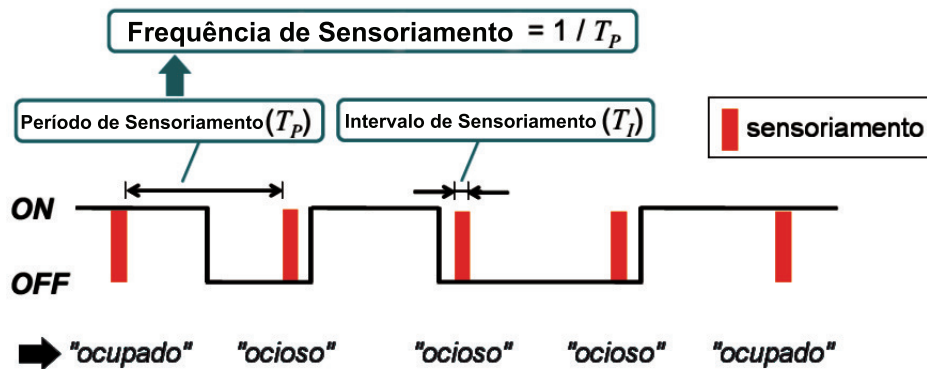 Frequência de Sensoriamento = 1 / T_P
Período de Sensoriamento (T_P)
Intervalo de Sensoriamento (T_I)
sensoriamento
ON
OFF
"ocupado" "ocioso" "ocioso" "ocioso" "ocupado"